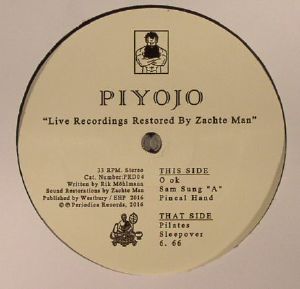 PIYOJO
"Live Recordings Restored By Zachte Man"
33 RPM. Stereo
Cat. Number:PRD04
Written by Rik Möhlmann
Sound Restorations by Zachte Man
Published by Westbury / EHP 2016
©℗ Periodica Records, 2016
THIS SIDE
O ok
Sam Sung "A"
Pineal Hand
THAT SIDE
Pilates
Sleepover
6. 66